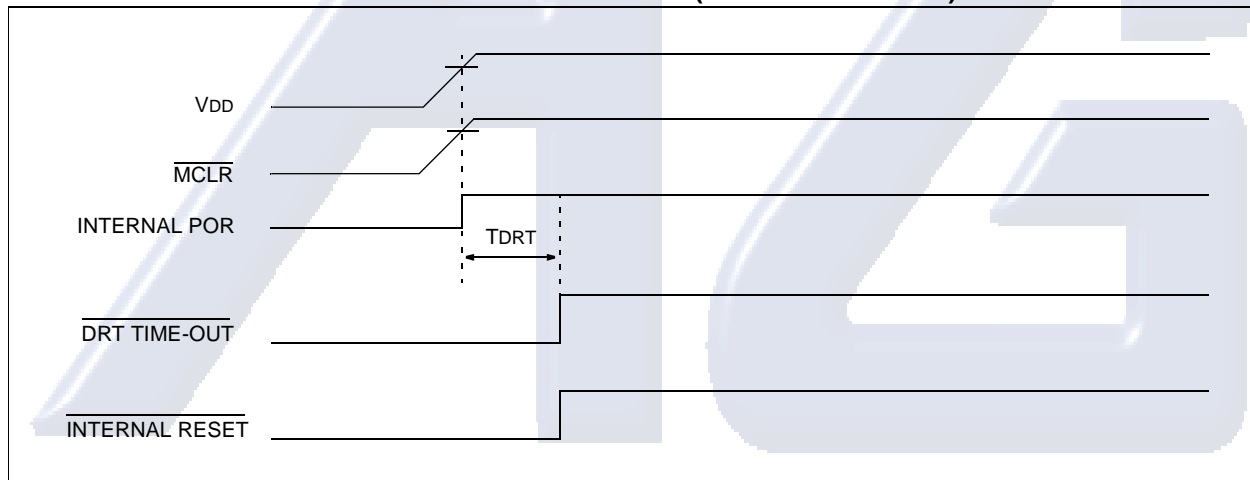 VDD
MCLR
INTERNAL POR
TDRT
DRT TIME-OUT
INTERNAL RESET